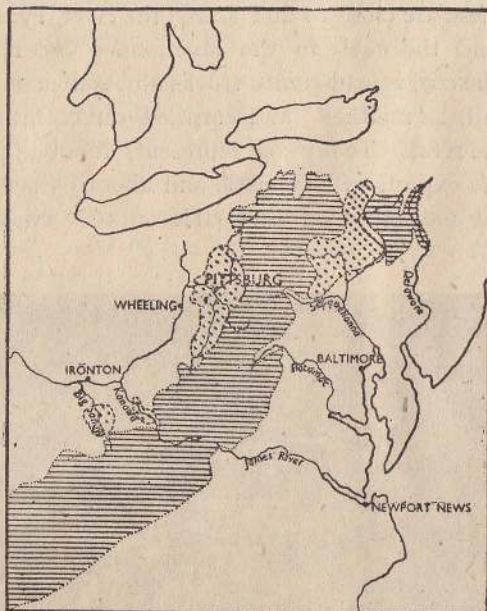 PITTSBURG
Delaware
WHEELING
Susquehanna
BALTIMORE
IRONTON
Potomac
Big Sandy
Kanawha
James River
NEWPORT NEWS